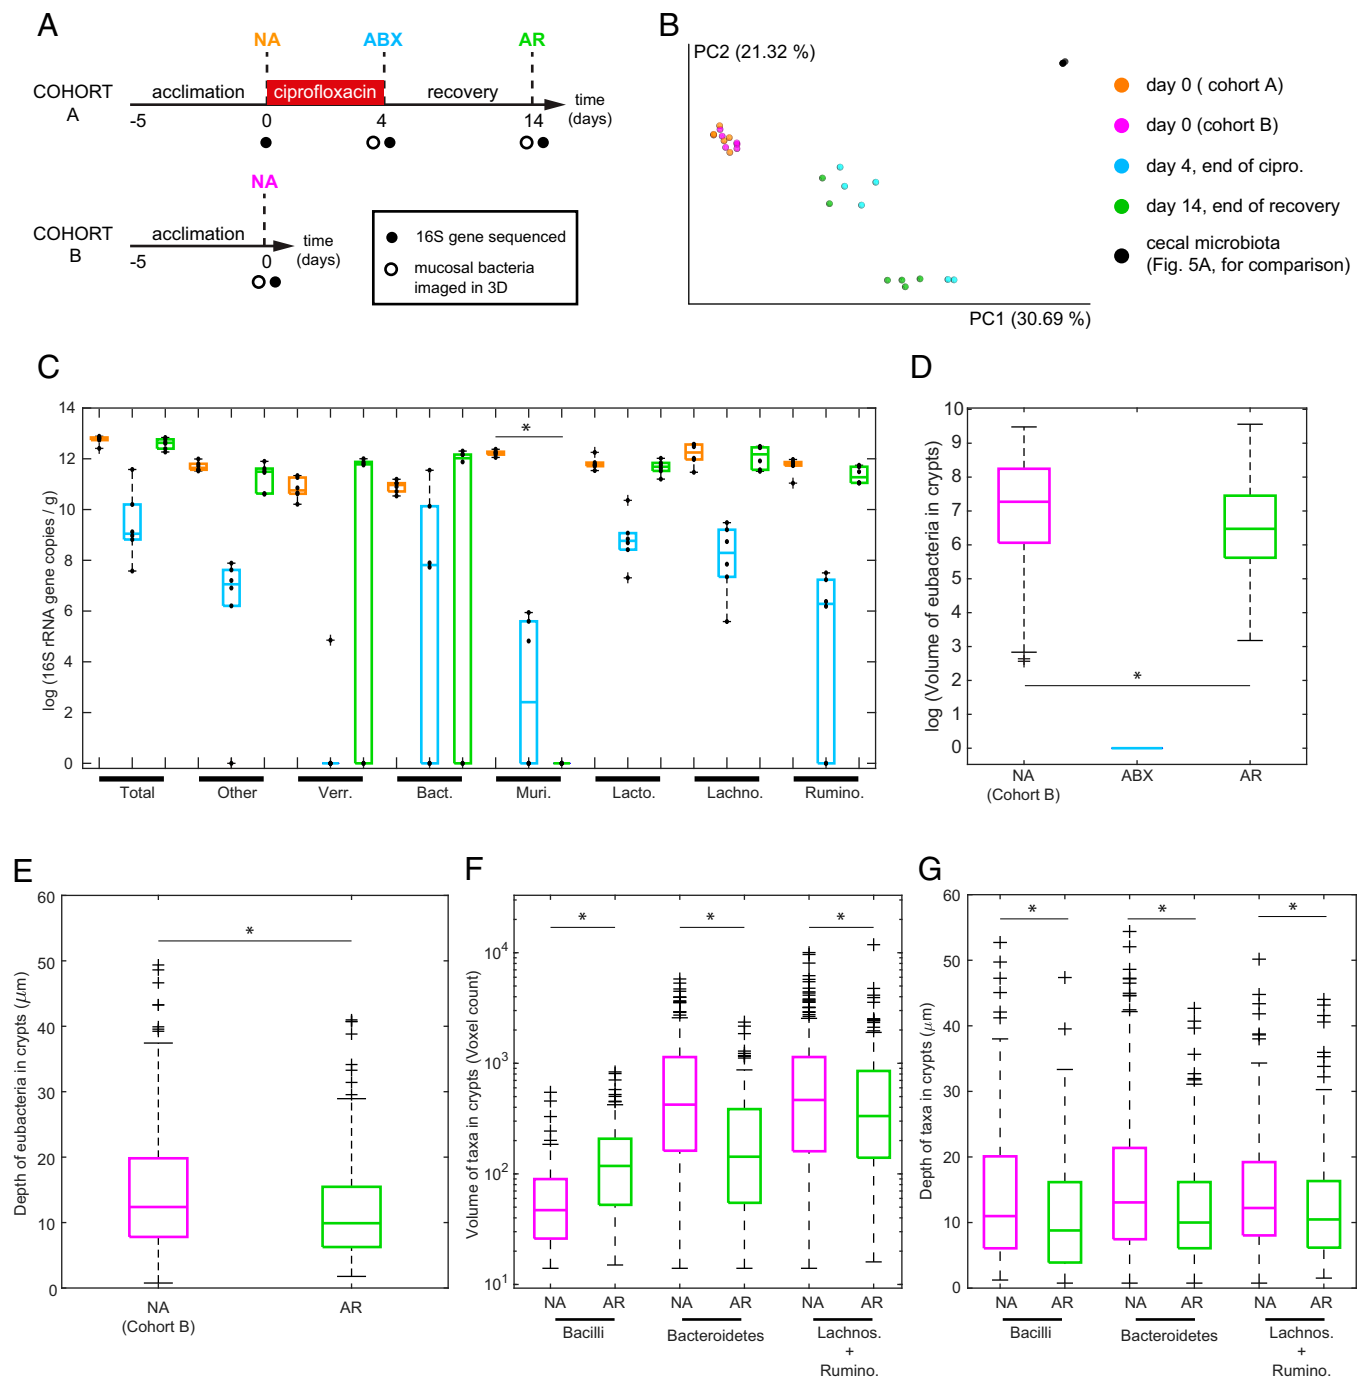 A
NA
ABX
AR
COHORT
A
acclimation
ciprofloxacin
recovery
time
(days)
-5
0
4
14
NA
COHORT
B
acclimation
time
(days)
-5
0
16S gene sequenced
mucosal bacteria
imaged in 3D
B
PC2 (21.32 %)
PC1 (30.69 %)
day 0 ( cohort A)
day 0 (cohort B)
day 4, end of cipro.
day 14, end of recovery
cecal microbiota
(Fig. 5A, for comparison)
C
log (16S rRNA gene copies / g)
14
12
10
8
6
4
2
0
*
Total
Other
Verr.
Bact.
Muri.
Lacto.
Lachno.
Rumino.
D
log (Volume of eubacteria in crypts)
10
9
8
7
6
5
4
3
2
1
0
*
NA
(Cohort B)
ABX
AR
E
Depth of eubacteria in crypts (μm)
60
50
40
30
20
10
0
*
NA
(Cohort B)
AR
F
Volume of taxa in crypts (Voxel count)
10⁴
10³
10²
10¹
* * *
NA AR NA AR NA AR
Bacilli
Bacteroidetes
Lachnos.
+
Rumino.
G
Depth of taxa in crypts (μm)
60
50
40
30
20
10
0
* * *
NA AR NA AR NA AR
Bacilli
Bacteroidetes
Lachnos.
+
Rumino.